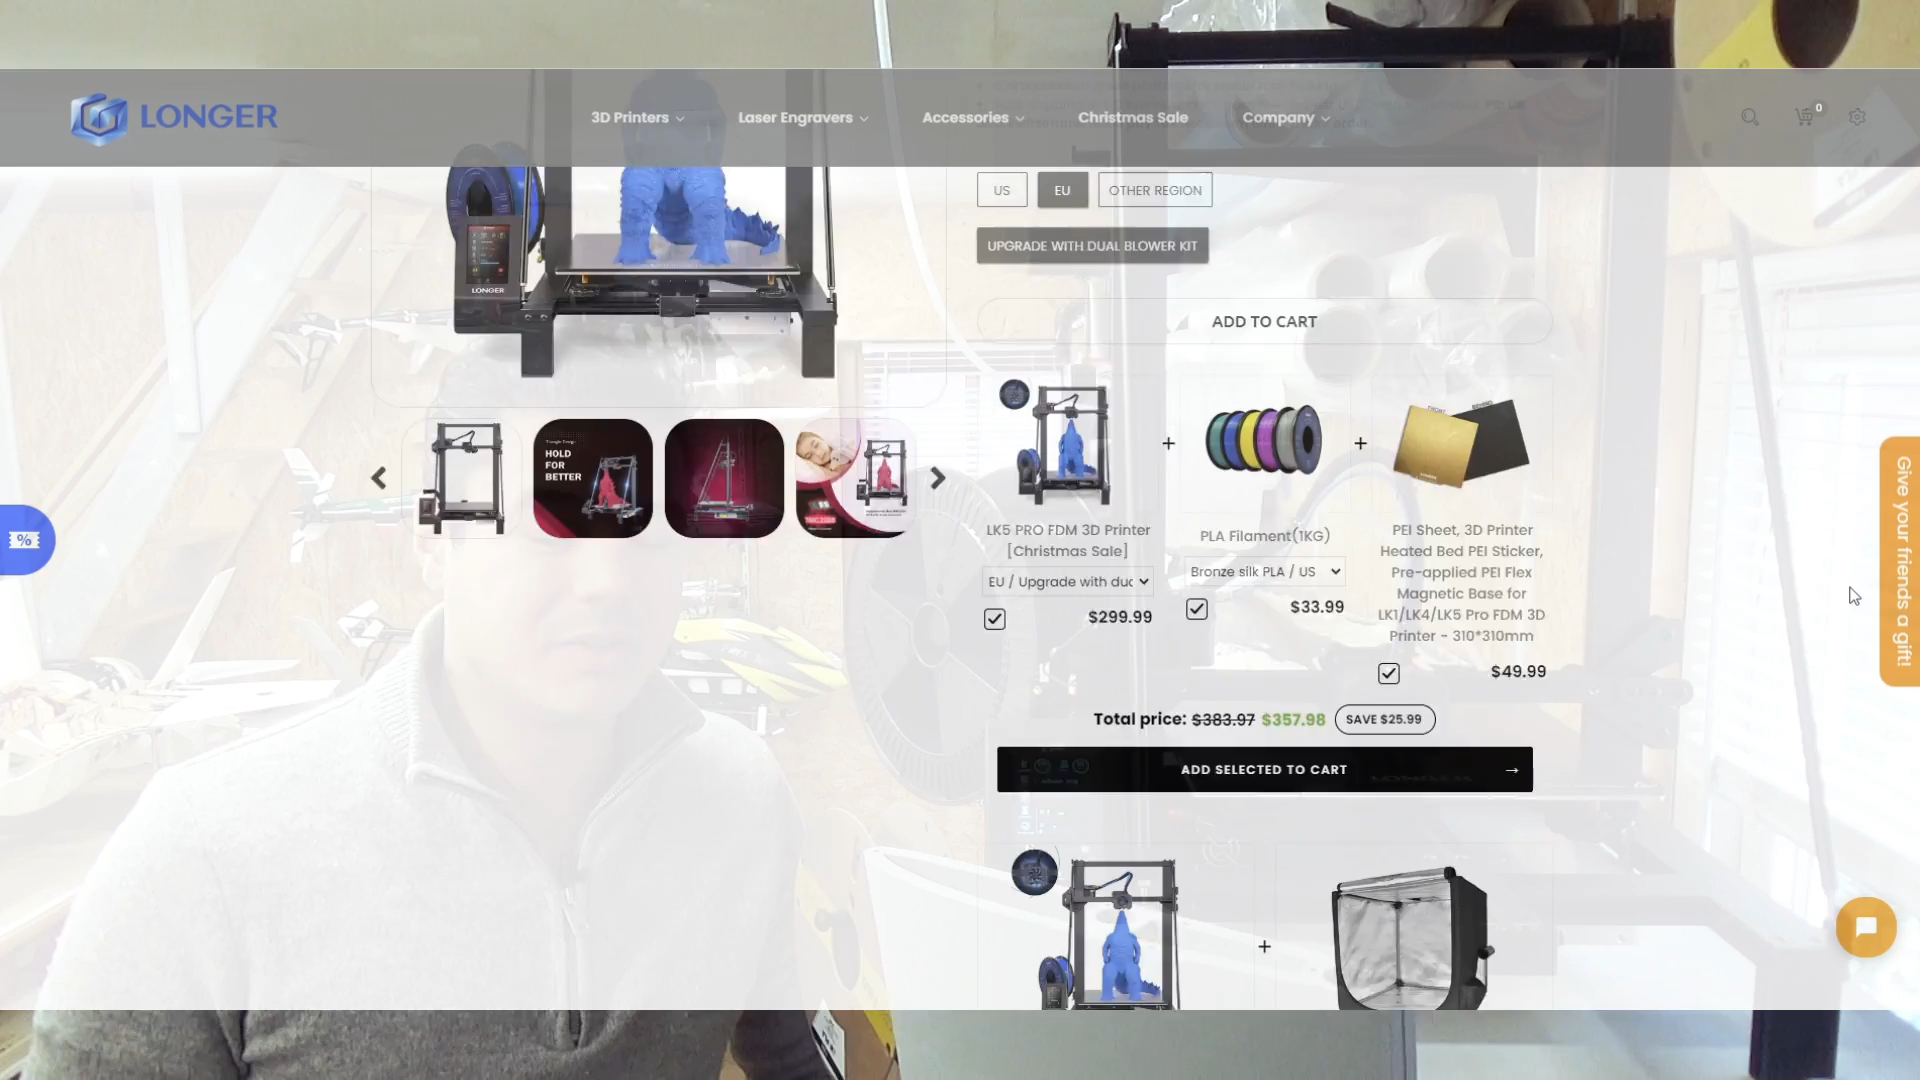 LONGER
3D Printers
Laser Engravers
Accessories
Christmas Sale
Company
0
US
EU
OTHER REGION
UPGRADE WITH DUAL BLOWER KIT
LONGER
ADD TO CART
HOLD
FOR
BETTER
+
+
LK5 PRO FDM 3D Printer
[Christmas Sale]
EU / Upgrade with duc
$299.99
PLA Filament(1KG)
Bronze silk PLA / US
$33.99
PEI Sheet, 3D Printer
Heated Bed PEI Sticker,
Pre-applied PEI Flex
Magnetic Base for
LK1/LK4/LK5 Pro FDM 3D
Printer - 310*310mm
$49.99
Total price: $383.97 $357.98 SAVE $25.99
ADD SELECTED TO CART →
+
%
Give your friends a gift!